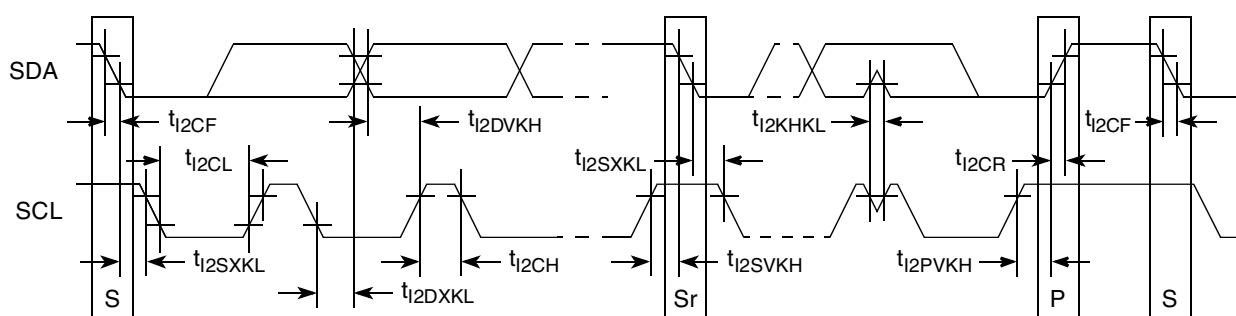 SDA
tI2CF
tI2DVKH
tI2KHKL
tI2CF
tI2CL
tI2SXKL
tI2CR
SCL
tI2SXKL
tI2CH
tI2SVKH
tI2PVKH
tI2DXKL
S
Sr
P
S